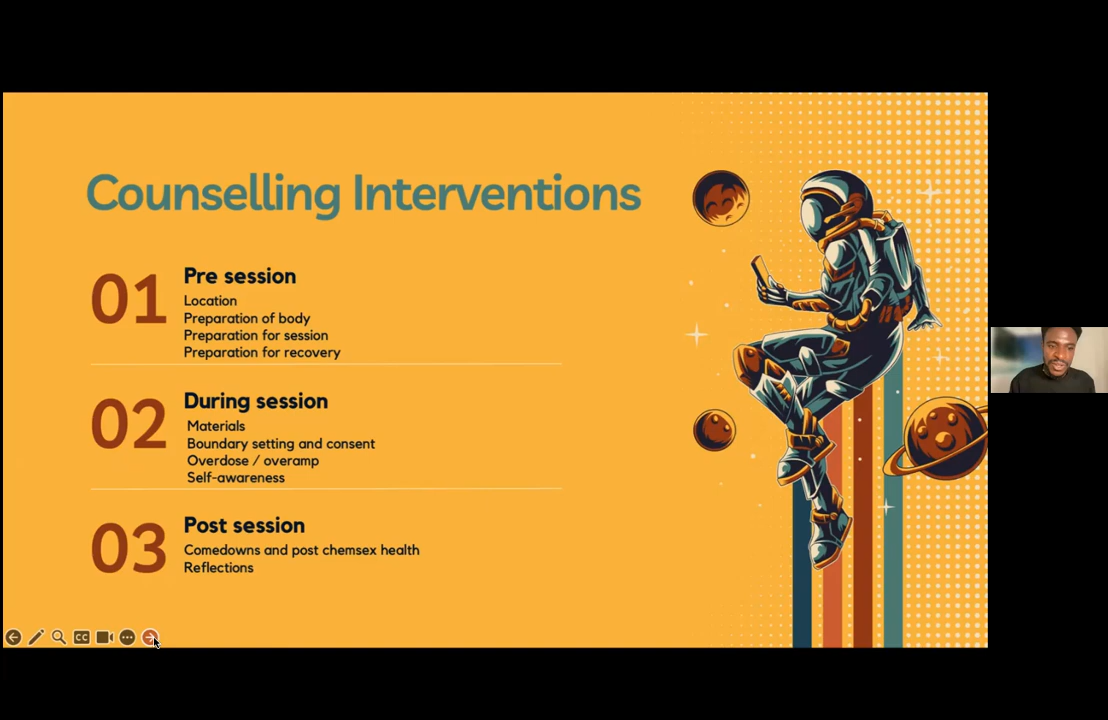 Counselling Interventions
01
Pre session
Location
Preparation of body
Preparation for session
Preparation for recovery
02
During session
Materials
Boundary setting and consent
Overdose / overamp
Self-awareness
03
Post session
Comedowns and post chemsex health
Reflections
CC